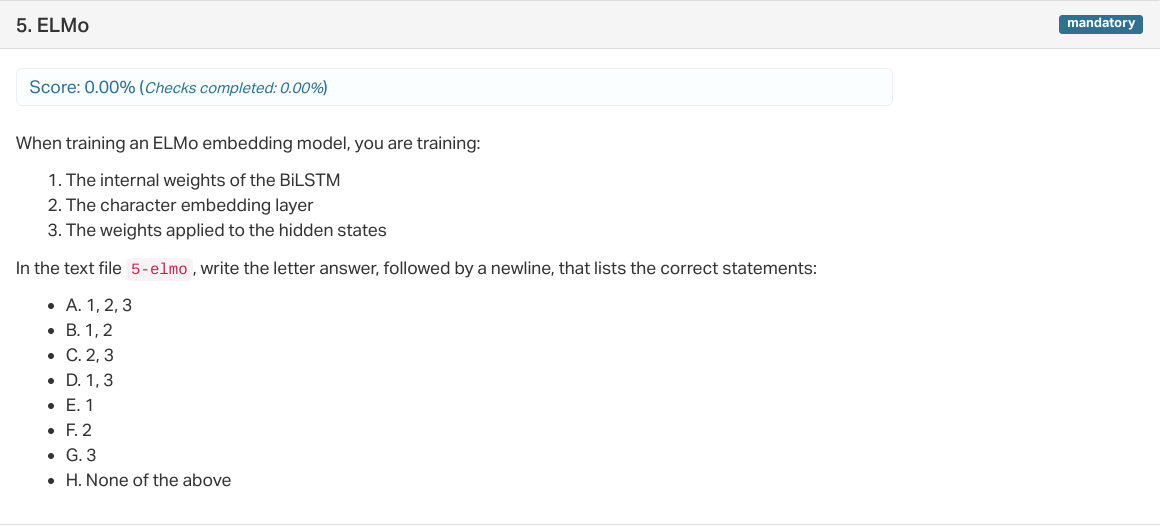 5. ELMo
mandatory
Score: 0.00% (Checks completed: 0.00%)
When training an ELMo embedding model, you are training:
1. The internal weights of the BiLSTM
2. The character embedding layer
3. The weights applied to the hidden states
In the text file 5-elmo , write the letter answer, followed by a newline, that lists the correct statements:
• A. 1, 2, 3
• B. 1, 2
• C. 2, 3
• D. 1, 3
• E. 1
• F. 2
• G. 3
• H. None of the above